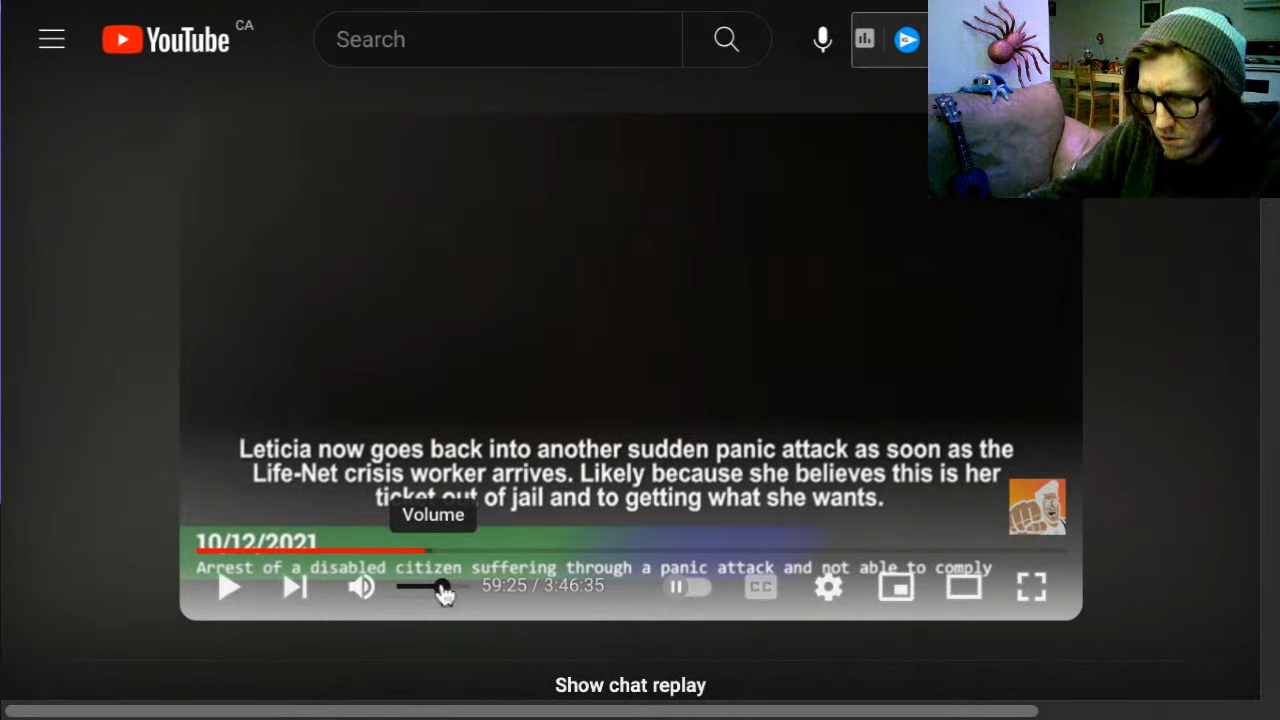 YouTube CA
Search
Leticia now goes back into another sudden panic attack as soon as the
Life-Net crisis worker arrives. Likely because she believes this is her
ticket out of jail and to getting what she wants.
Volume
10/12/2021
Arrest of a disabled citizen suffering through a panic attack and not able to comply
59:25 / 3:46:35
CC
Show chat replay